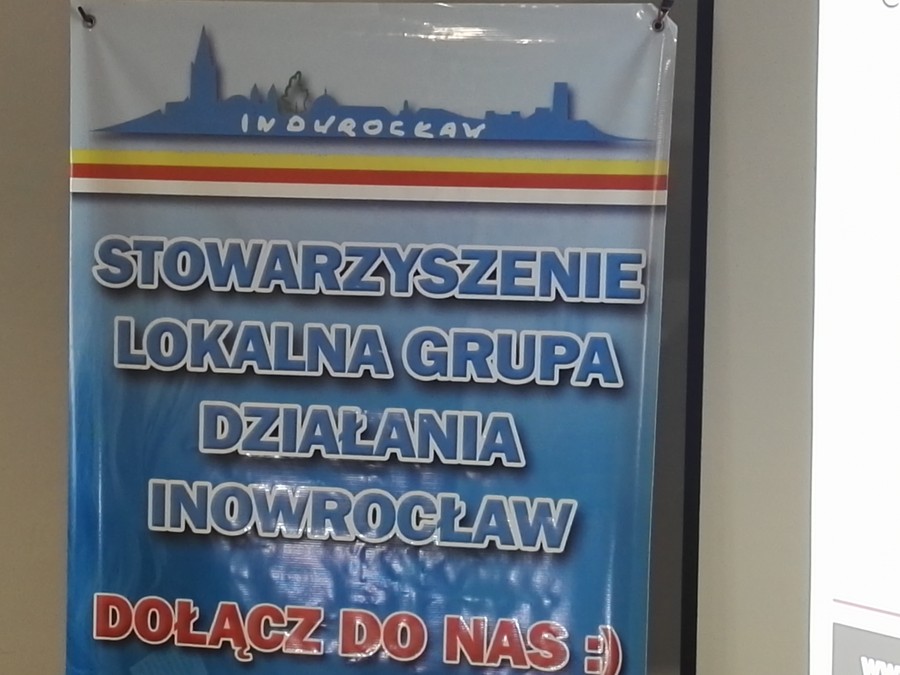 INOWROCŁAW
STOWARZYSZENIE
LOKALNA GRUPA
DZIAŁANIA
INOWROCŁAW
DOŁĄCZ DO NAS :)